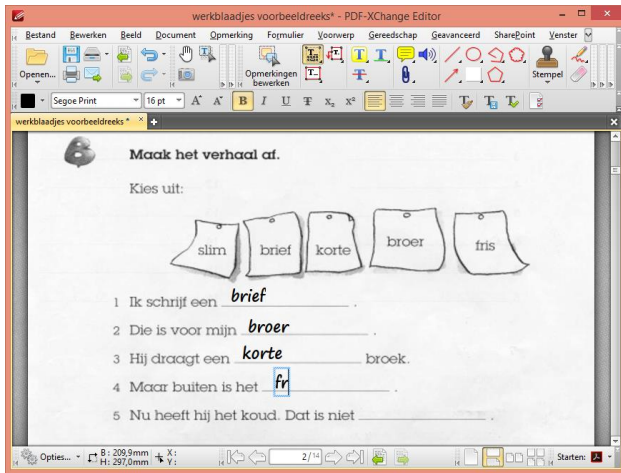 werkblaadjes voorbeeldreeks* - PDF-XChange Editor
Bestand Bewerken Beeld Document Opmerking Formulier Voorwerp Gereedschap Geavanceerd SharePoint Venster
Openen... Opmerkingen bewerken Stempel
Segoe Print 16 pt A A B I U T X₂ X²
werkblaadjes voorbeeldreeks *
Maak het verhaal af.
Kies uit:
slim brief korte broer fris
1 Ik schrijf een brief .
2 Die is voor mijn broer .
3 Hij draagt een korte broek.
4 Maar buiten is het fr .
5 Nu heeft hij het koud. Dat is niet .
Opties... B: 209,9mm X: 2/14 Starten:
H: 297,0mm Y: